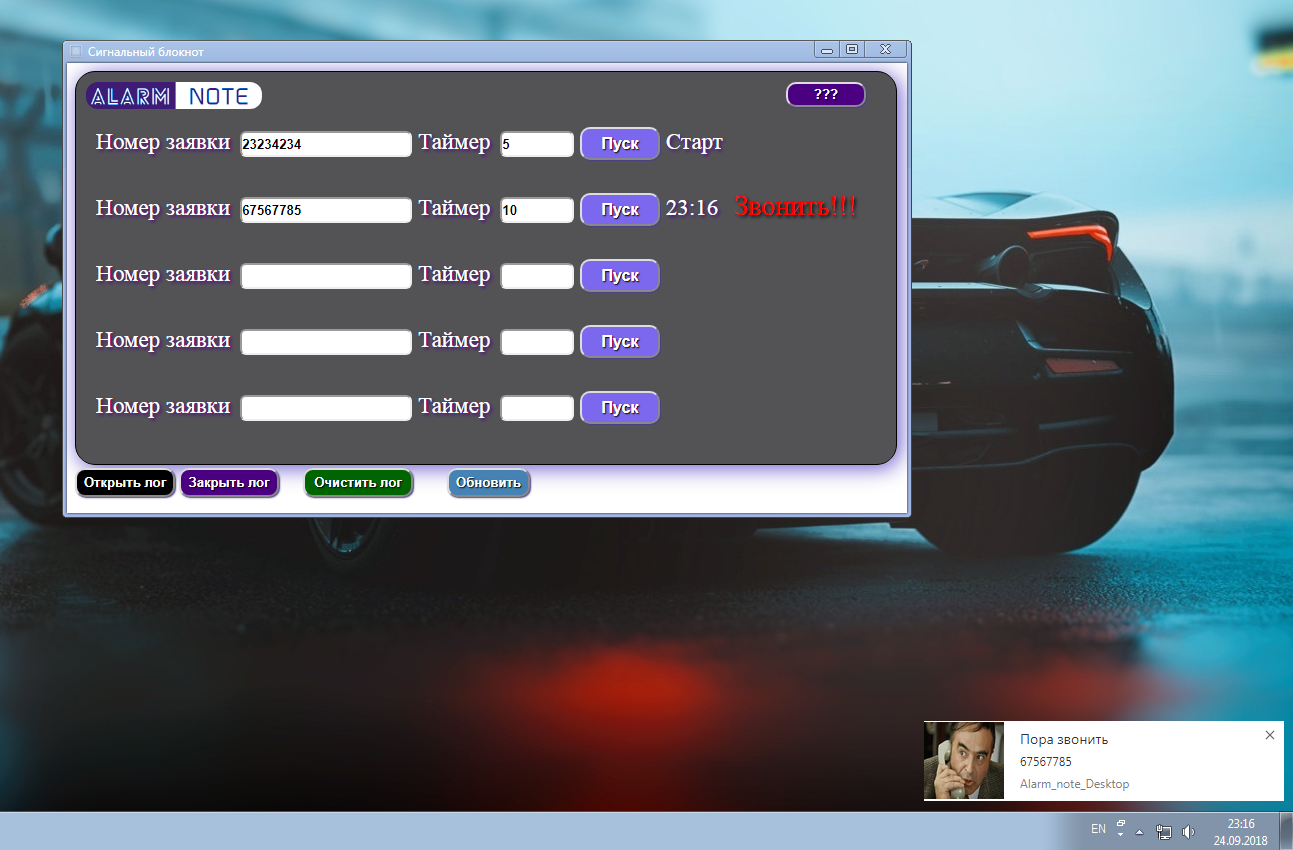 Сигнальный блокнот
ALARM NOTE
???
Номер заявки 23234234 Таймер 5 Пуск Старт
Номер заявки 67567785 Таймер 10 Пуск 23:16 Звонить!!!
Номер заявки Таймер Пуск
Номер заявки Таймер Пуск
Номер заявки Таймер Пуск
Открыть лог Закрыть лог Очистить лог Обновить
Пора звонить
67567785
Alarm_note_Desktop
EN 23:16
24.09.2018